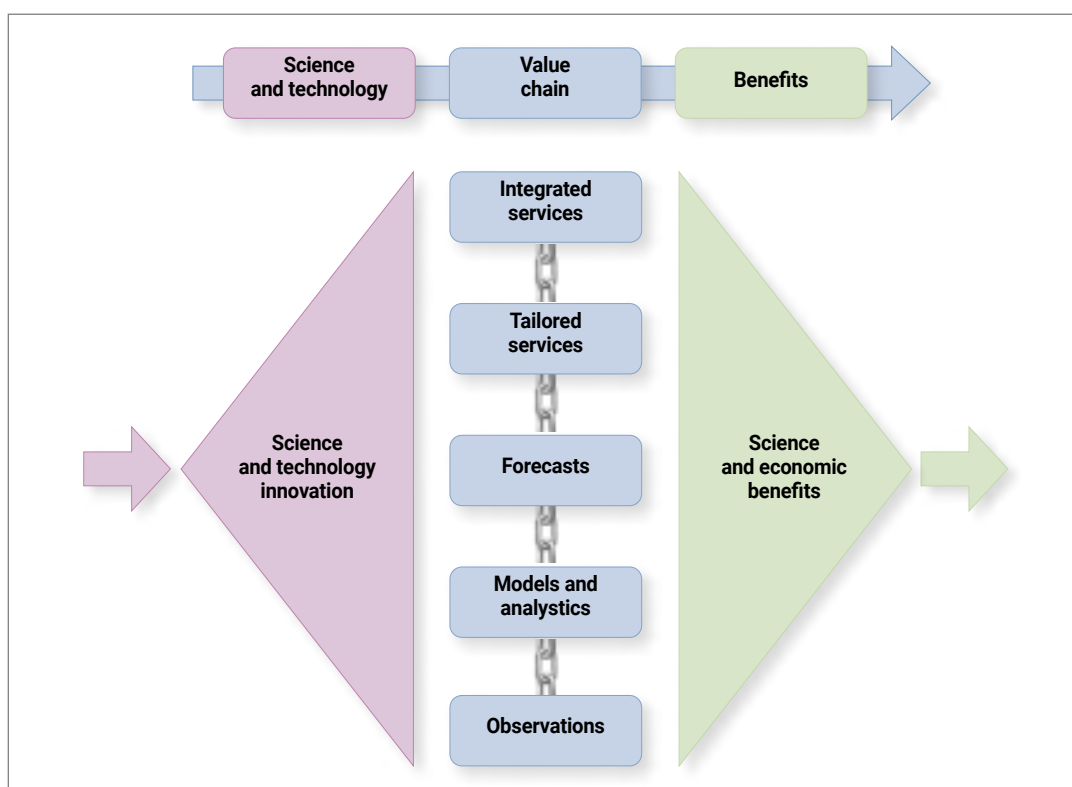 Science
and technology
Value
chain
Benefits
Integrated
services
Tailored
services
Science
and technology
innovation
Forecasts
Science
and economic
benefits
Models and
analystics
Observations